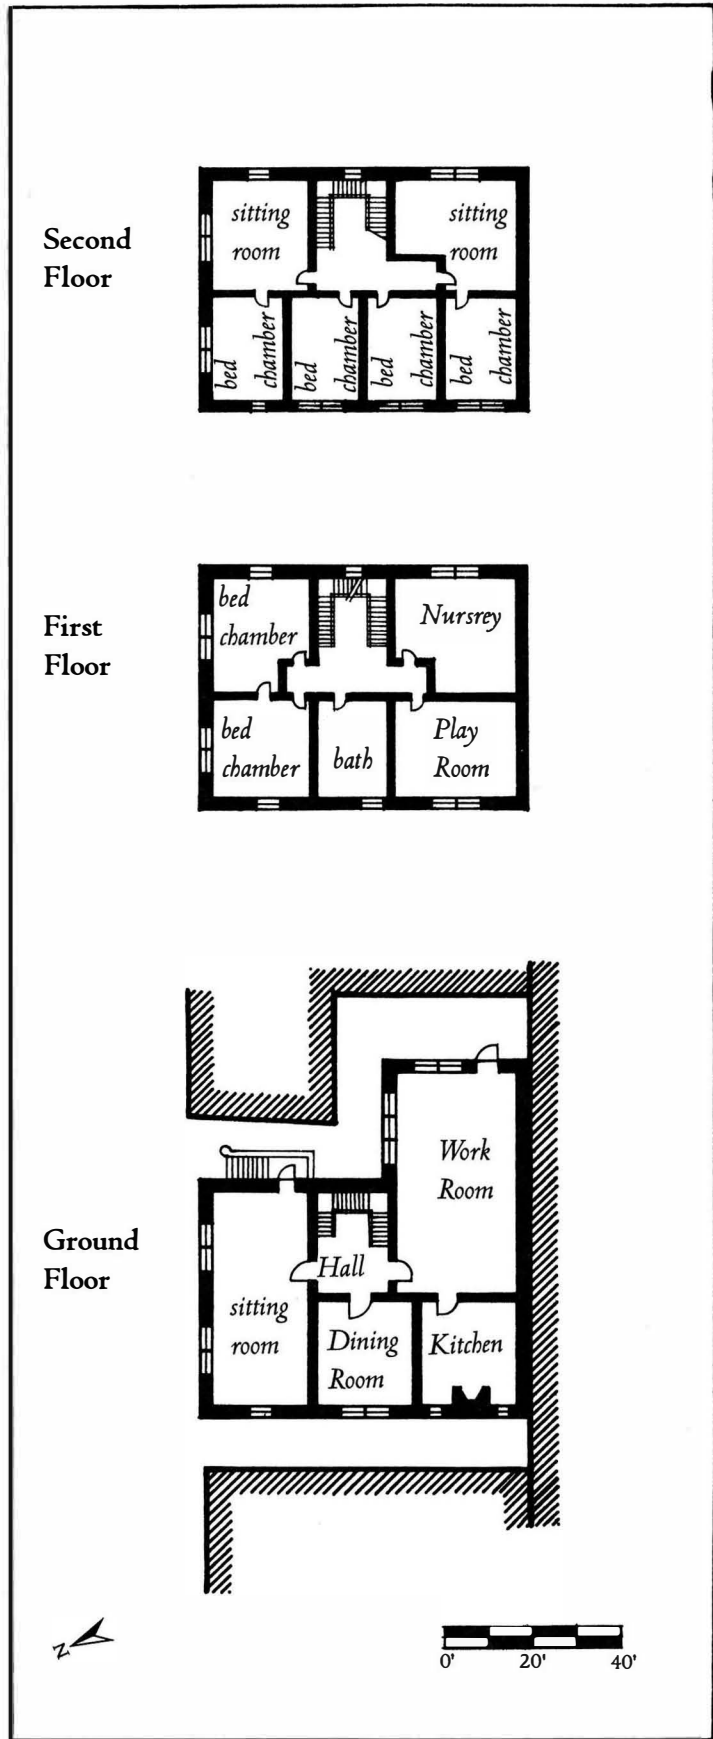 Second
Floor
sitting
room
sitting
room
bed
chamber
bed
chamber
bed
chamber
bed
chamber
First
Floor
bed
chamber
Nursrey
bed
chamber
bath
Play
Room
Ground
Floor
Work
Room
Hall
sitting
room
Dining
Room
Kitchen
N
0' 20' 40'